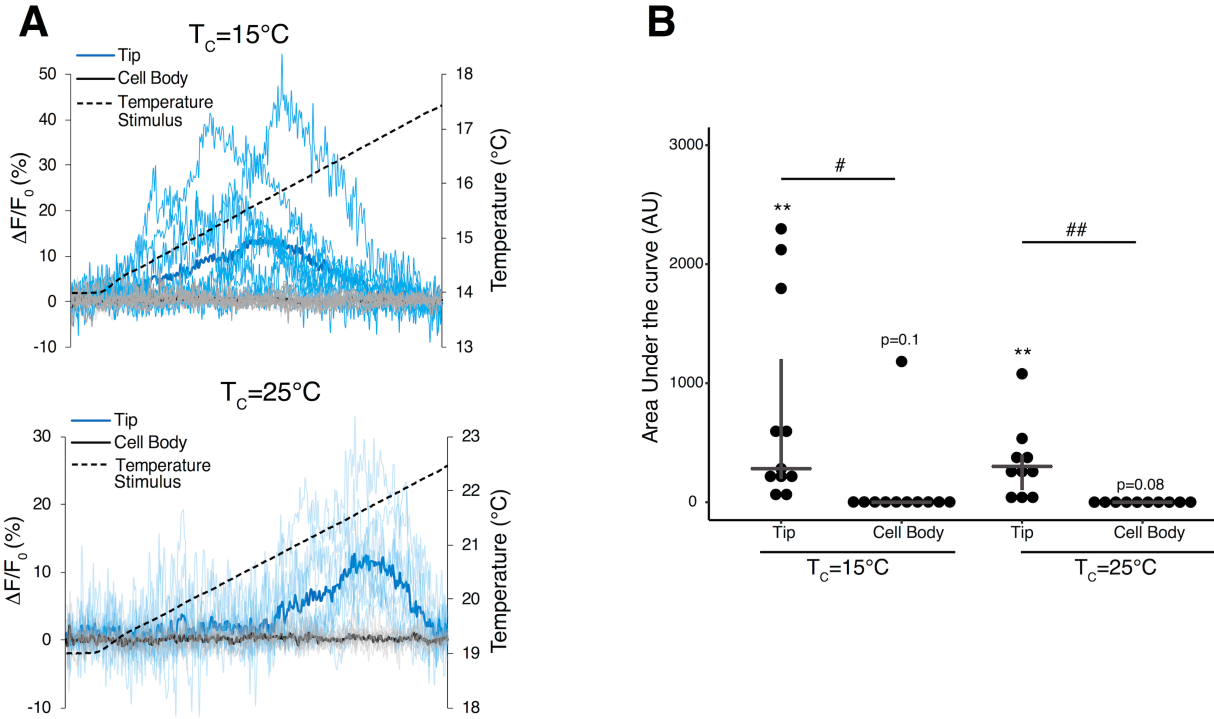 A
T_C=15°C
Tip
Cell Body
Temperature
Stimulus
ΔF/F_0 (%)
50
40
30
20
10
0
-10
18
17
16
15
14
13
Temperature (°C)
T_C=25°C
Tip
Cell Body
Temperature
Stimulus
ΔF/F_0 (%)
30
20
10
0
-10
23
22
21
20
19
18
Temperature (°C)
B
Area Under the curve (AU)
3000
2000
1000
0
#
**
p=0.1
##
**
p=0.08
Tip
Cell Body
Tip
Cell Body
T_C=15°C
T_C=25°C